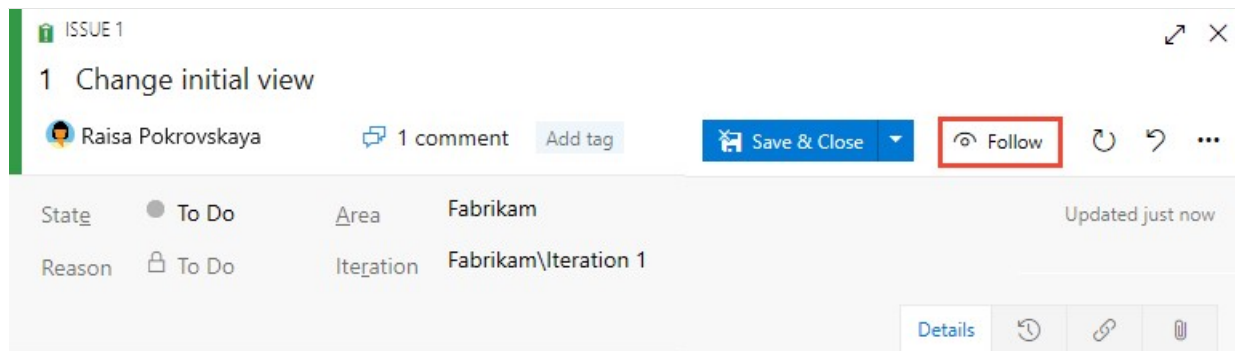 ISSUE 1
1 Change initial view
Raisa Pokrovskaya 1 comment Add tag Save & Close Follow
State To Do Area Fabrikam Updated just now
Reason To Do Iteration Fabrikam\Iteration 1
Details